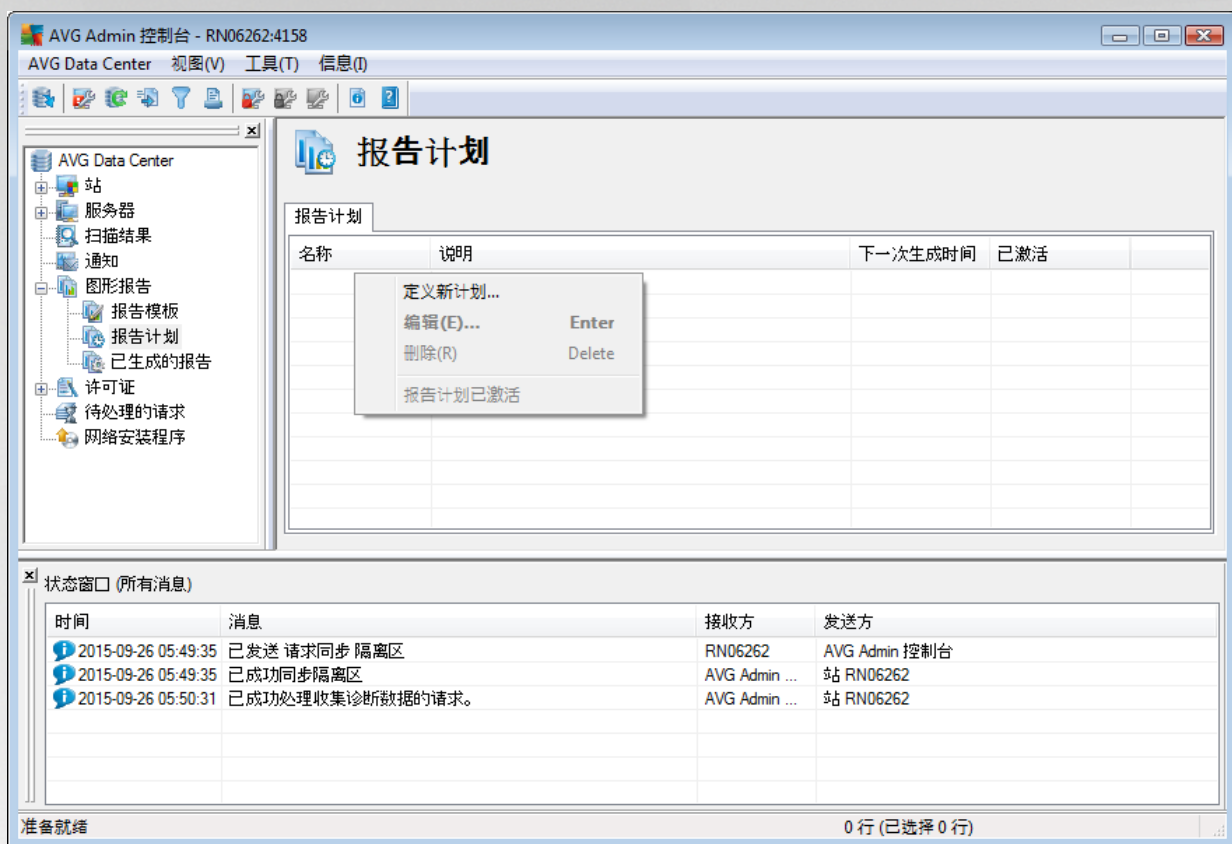 AVG Admin 控制台 - RN06262:4158
AVG Data Center 视图(V) 工具(T) 信息(I)
AVG Data Center
站
服务器
扫描结果
通知
图形报告
报告模板
报告计划
已生成的报告
许可证
待处理的请求
网络安装程序
报告计划
报告计划
名称 说明 下一次生成时间 已激活
定义新计划...
编辑(E)... Enter
删除(R) Delete
报告计划已激活
状态窗口 (所有消息)
时间 消息 接收方 发送方
2015-09-26 05:49:35 已发送 请求同步 隔离区 RN06262 AVG Admin 控制台
2015-09-26 05:49:35 已成功同步隔离区 AVG Admin ... 站 RN06262
2015-09-26 05:50:31 已成功处理收集诊断数据的请求。 AVG Admin ... 站 RN06262
准备就绪 0 行 (已选择 0 行)